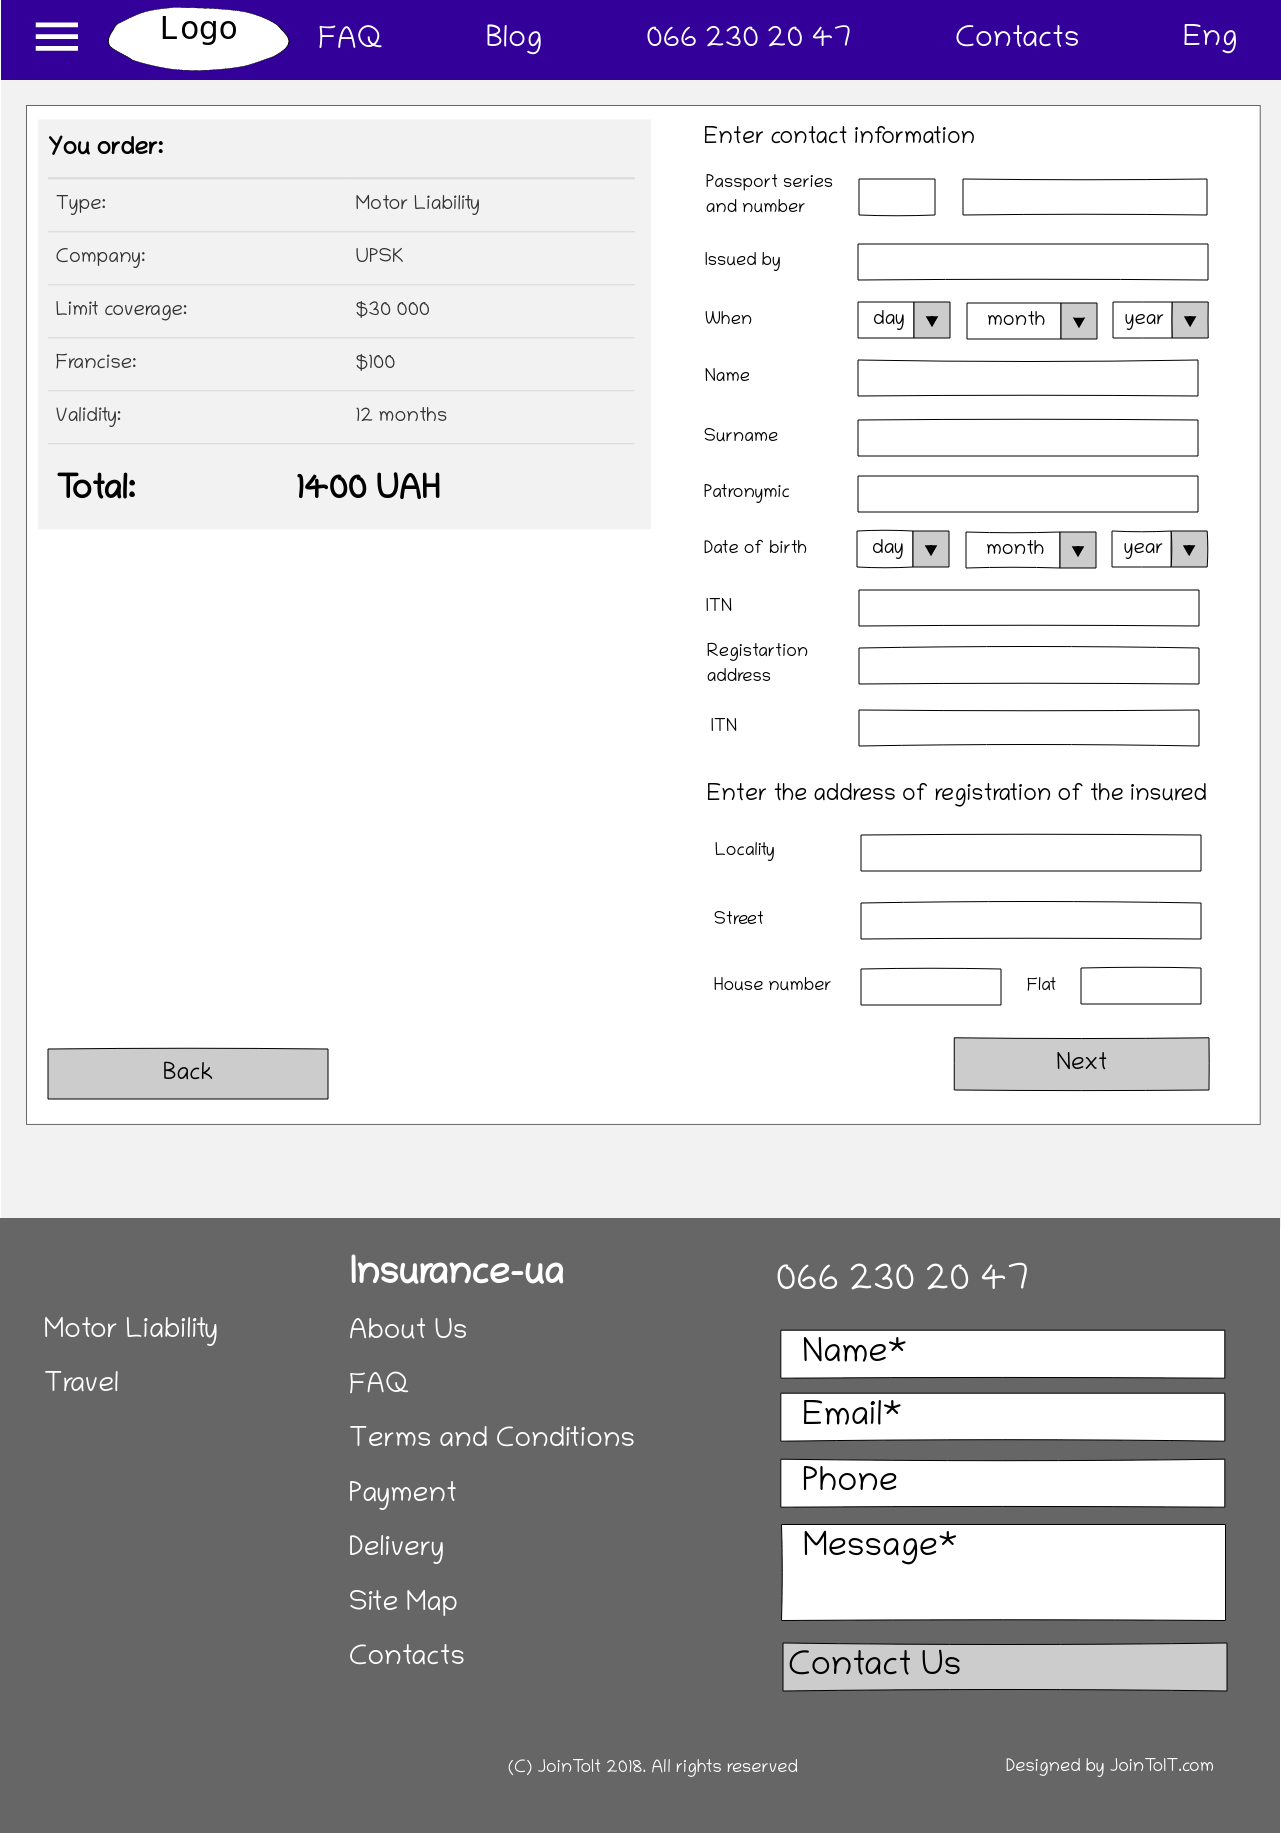 Logo
FAQ
Blog
066 230 20 47
Contacts
Eng
You order:
Type: Motor Liability
Company: UPSK
Limit coverage: $30 000
Francise: $100
Validity: 12 months
Total: 1400 UAH
Enter contact information
Passport series
and number
Issued by
When day month year
Name
Surname
Patronymic
Date of birth day month year
ITN
Registartion
address
ITN
Enter the address of registration of the insured
Locality
Street
House number Flat
Back
Next
Motor Liability
Travel
Insurance-ua
About Us
FAQ
Terms and Conditions
Payment
Delivery
Site Map
Contacts
066 230 20 47
Name*
Email*
Phone
Message*
Contact Us
(C) JoinToIt 2018. All rights reserved
Designed by JoinToIT.com